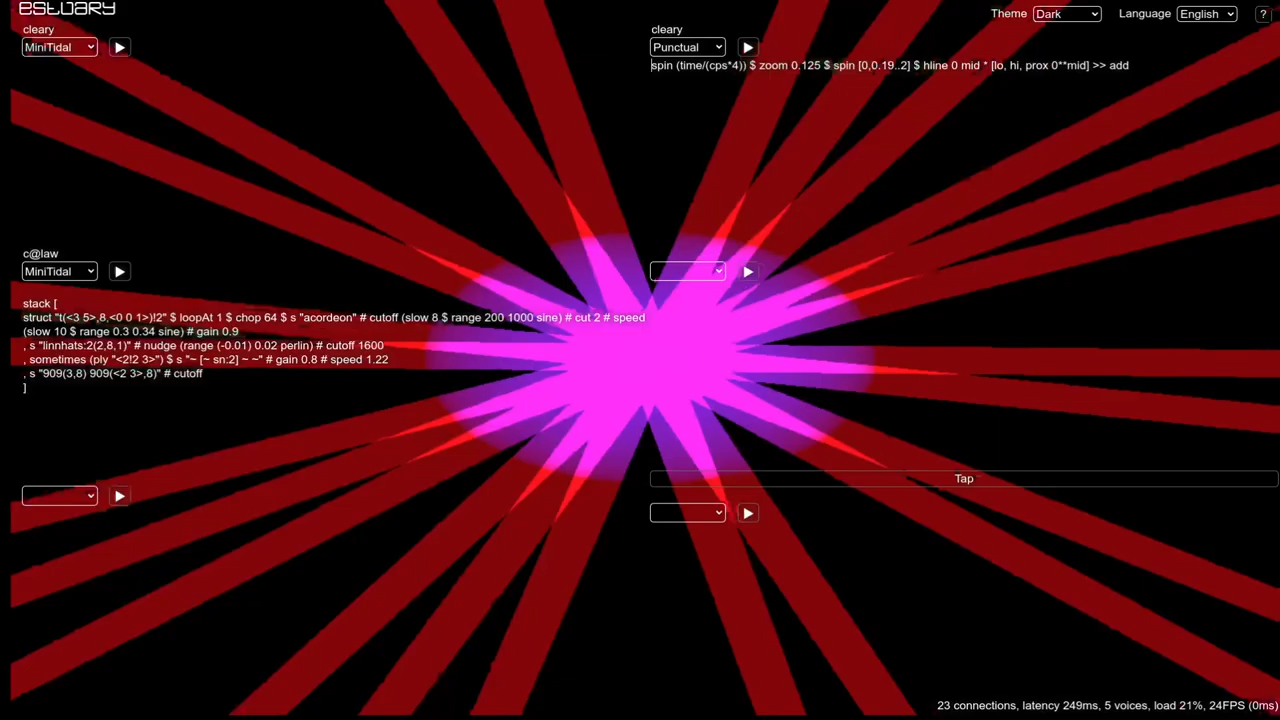 estuary
Theme Dark Language English ?
cleary
MiniTidal
cleary
Punctual
spin (time/(cps*4)) $ zoom 0.125 $ spin [0,0.19..2] $ hline 0 mid * [lo, hi, prox 0**mid] >> add
c@law
MiniTidal
stack [
struct "t(<3 5>,8,<0 0 1>)!2" $ loopAt 1 $ chop 64 $ s "acordeon" # cutoff (slow 8 $ range 200 1000 sine) # cut 2 # speed
(slow 10 $ range 0.3 0.34 sine) # gain 0.9
, s "linnhats:2(2,8,1)" # nudge (range (-0.01) 0.02 perlin) # cutoff 1600
, sometimes (ply "<2!2 3>") $ s "~ [~ sn:2] ~ ~" # gain 0.8 # speed 1.22
, s "909(3,8) 909(<2 3>,8)" # cutoff
]
Tap
23 connections, latency 249ms, 5 voices, load 21%, 24FPS (0ms)